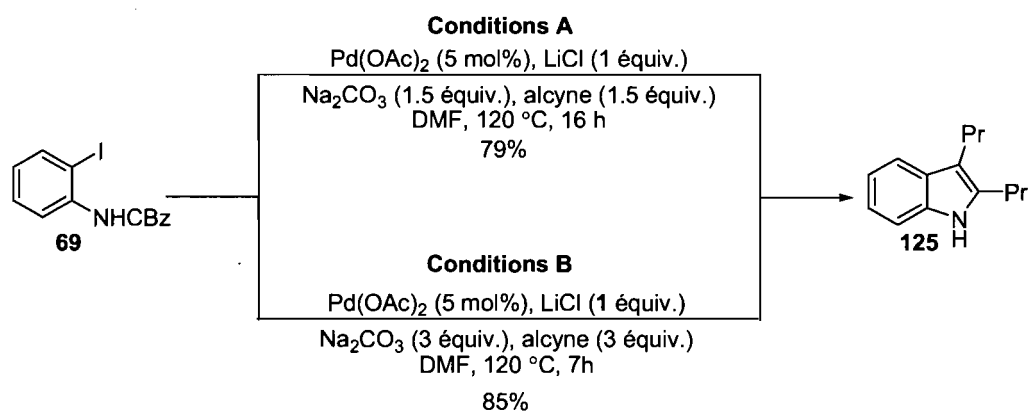 Conditions A
Pd(OAc)2 (5 mol%), LiCl (1 équiv.)
Na2CO3 (1.5 équiv.), alcyne (1.5 équiv.)
DMF, 120 °C, 16 h
79%
I
NHCBz
69
Pr
Pr
N
H
125
Conditions B
Pd(OAc)2 (5 mol%), LiCl (1 équiv.)
Na2CO3 (3 équiv.), alcyne (3 équiv.)
DMF, 120 °C, 7h
85%